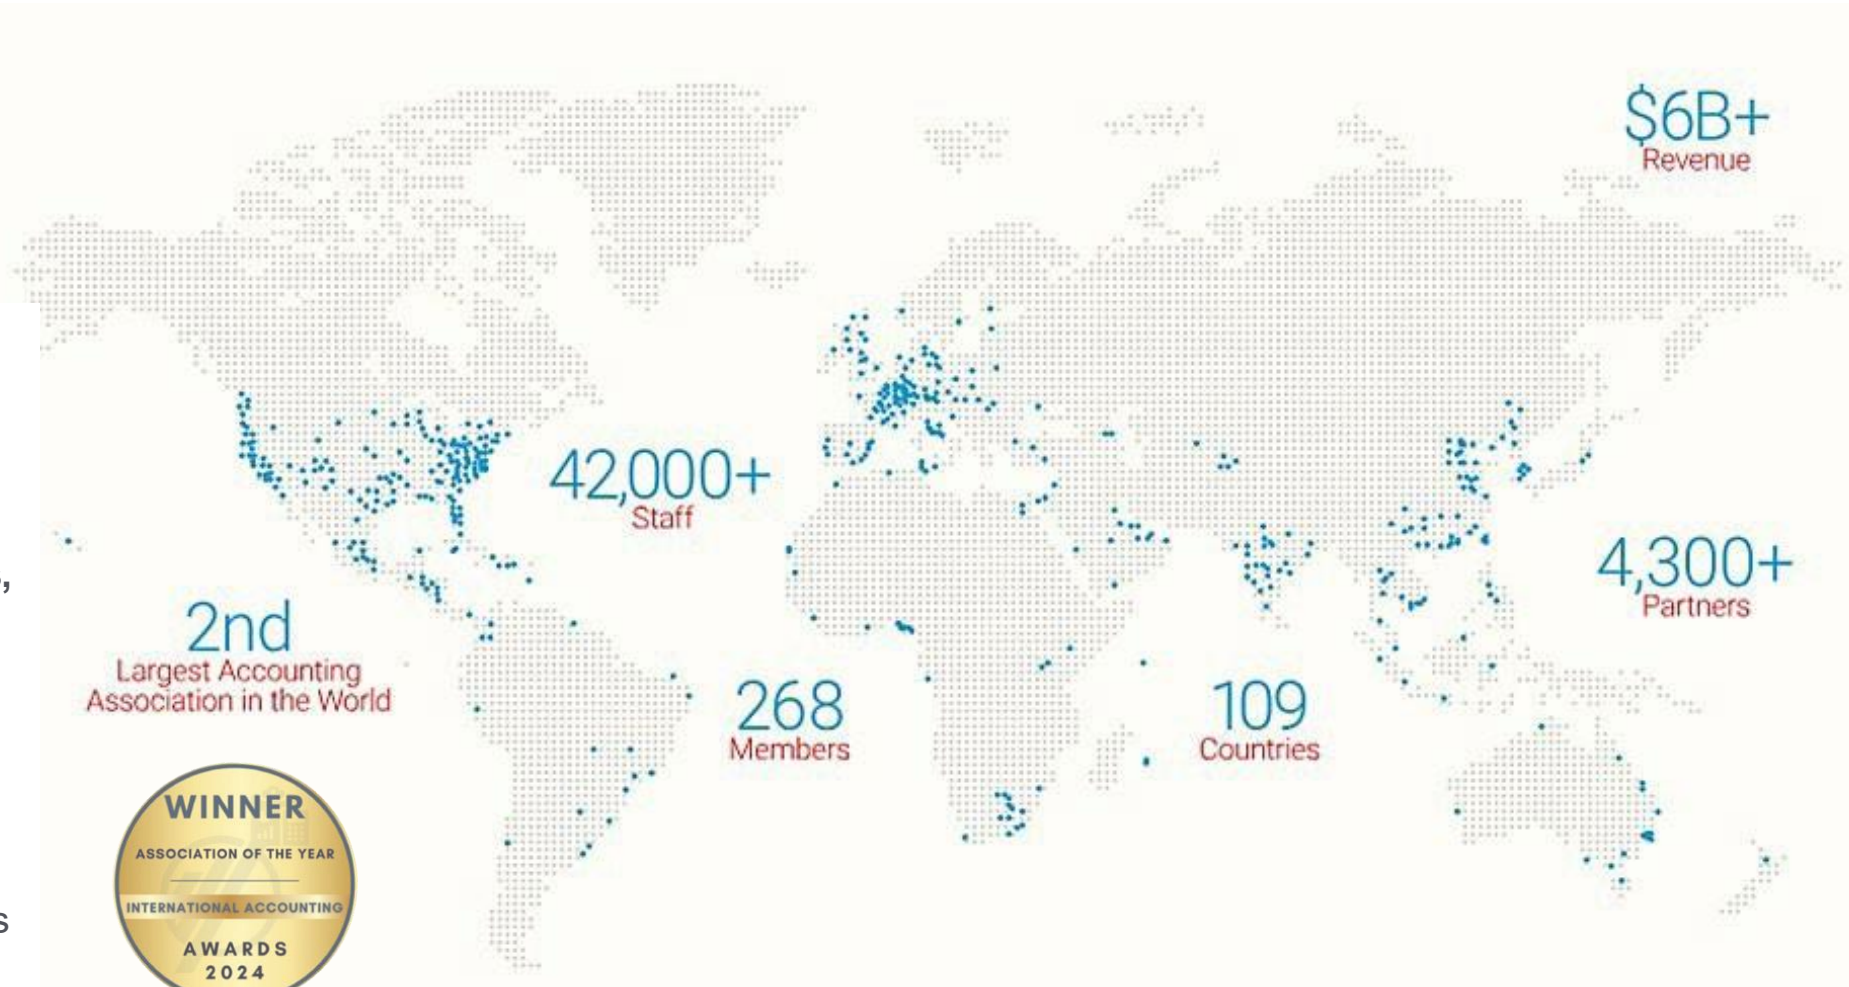 $6B+
Revenue
42,000+
Staff
4,300+
Partners
2nd
Largest Accounting
Association in the World
268
Members
109
Countries
WINNER
ASSOCIATION OF THE YEAR
INTERNATIONAL ACCOUNTING
AWARDS
2024